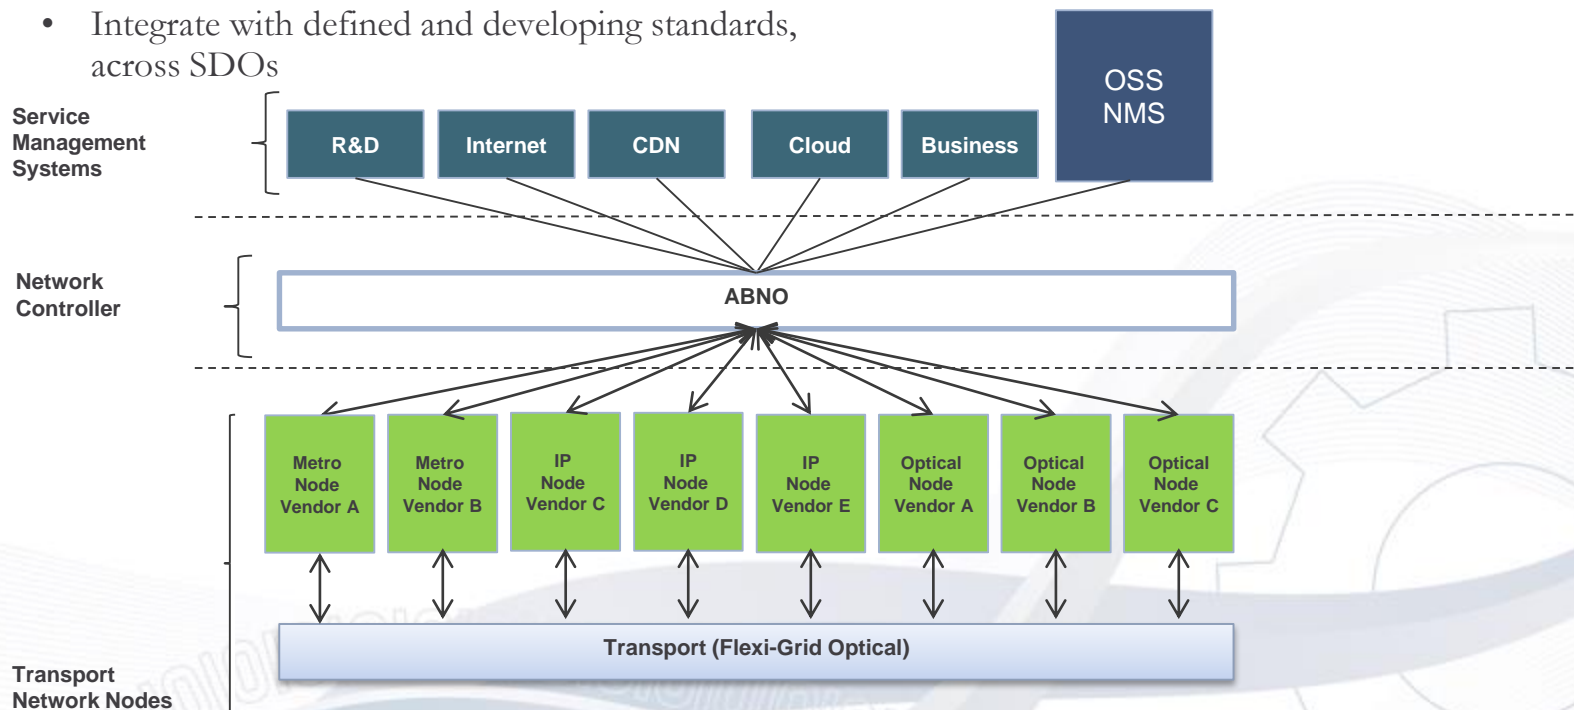 • Integrate with defined and developing standards,
across SDOs
Service
Management
Systems
R&D
Internet
CDN
Cloud
Business
OSS
NMS
Network
Controller
ABNO
Metro
Node
Vendor A
Metro
Node
Vendor B
IP
Node
Vendor C
IP
Node
Vendor D
IP
Node
Vendor E
Optical
Node
Vendor A
Optical
Node
Vendor B
Optical
Node
Vendor C
Transport (Flexi-Grid Optical)
Transport
Network Nodes